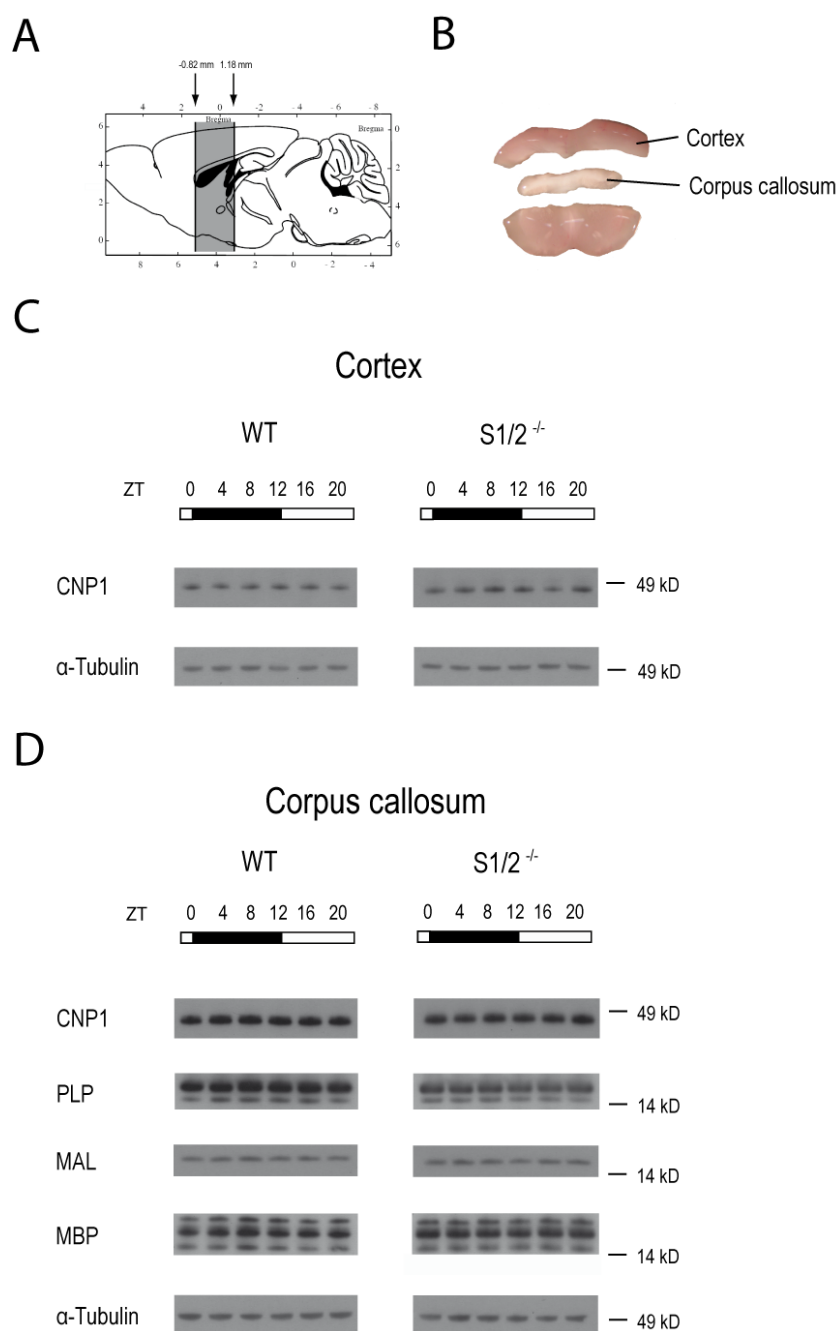 A
-0.82 mm 1.18 mm
4 2 0 - 2 - 4 - 6 - 8
Bregma
Bregma
6
4
2
0
0
2
4
6
8 6 4 2 0 - 2 - 4
B
Cortex
Corpus callosum
C
Cortex
WT S1/2 -/-
ZT 0 4 8 12 16 20 0 4 8 12 16 20
CNP1 49 kD
α-Tubulin 49 kD
D
Corpus callosum
WT S1/2 -/-
ZT 0 4 8 12 16 20 0 4 8 12 16 20
CNP1 49 kD
PLP 14 kD
MAL 14 kD
MBP 14 kD
α-Tubulin 49 kD